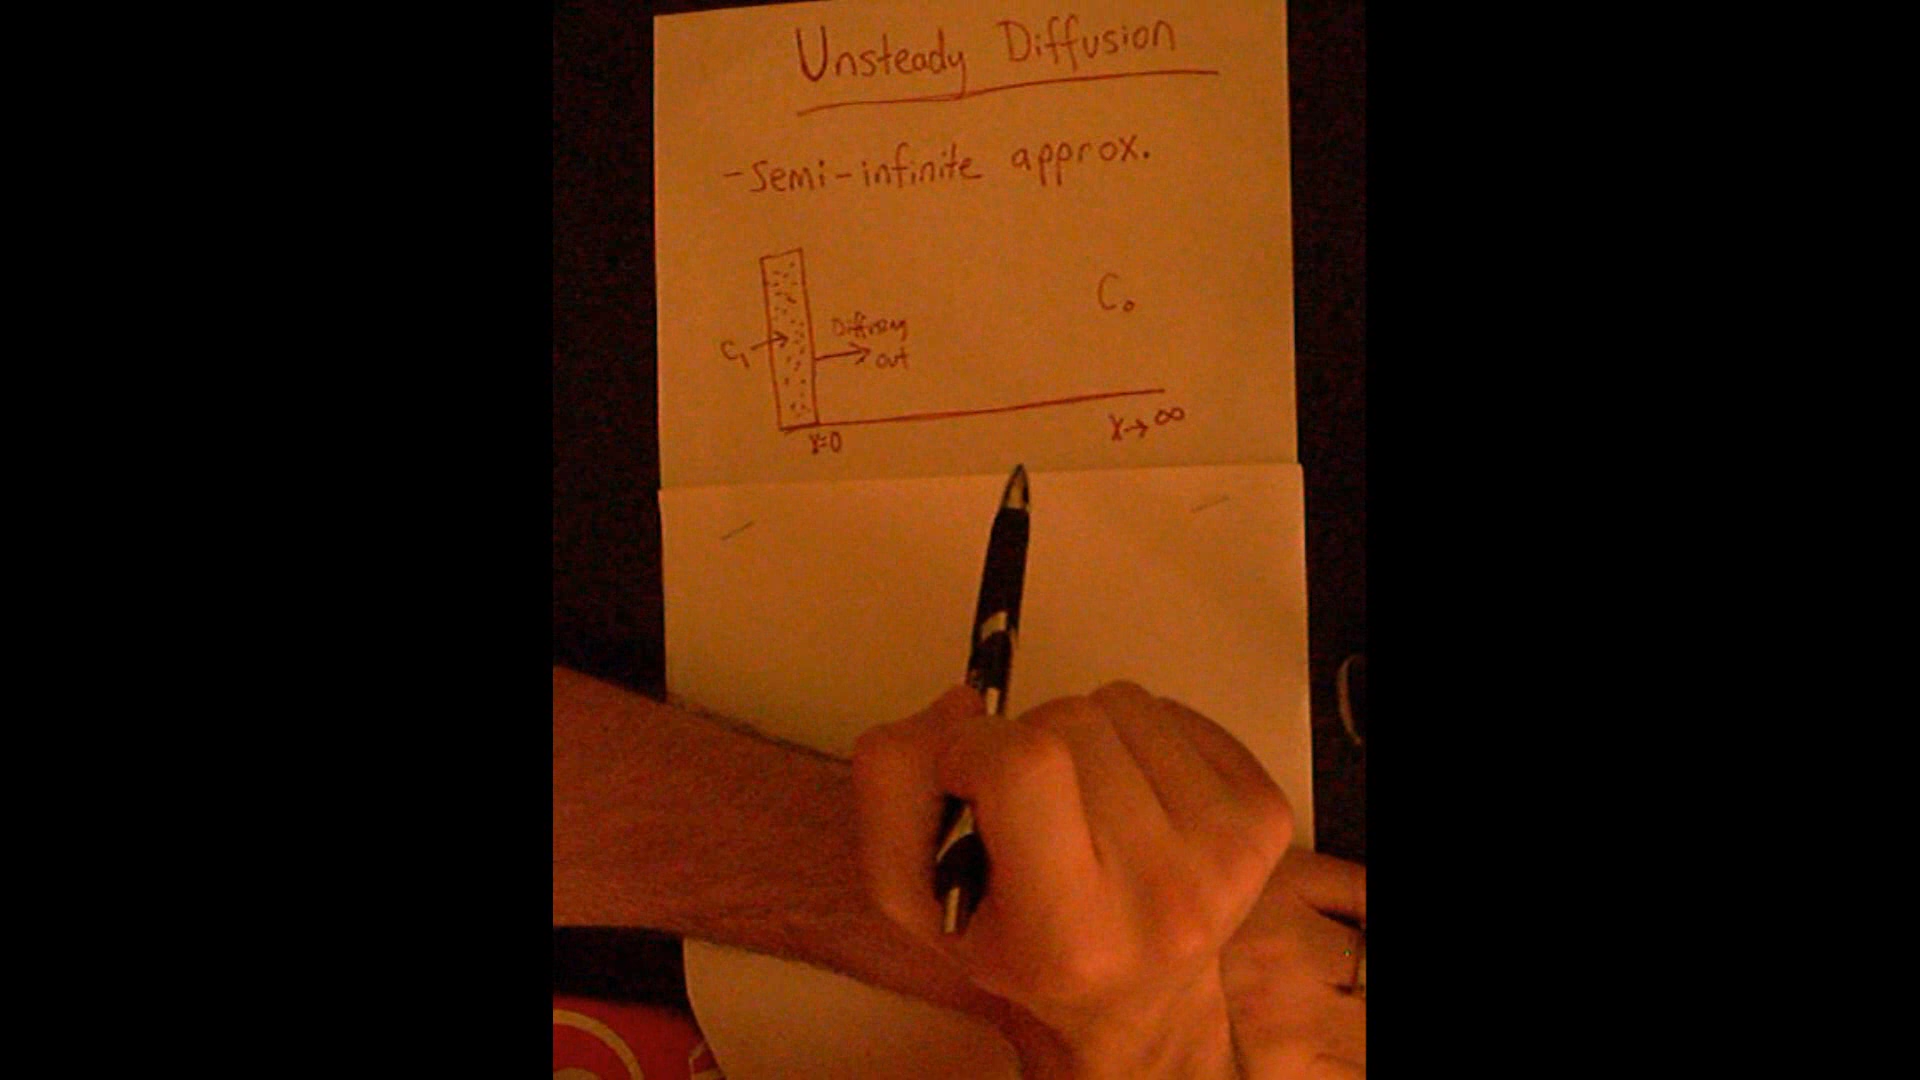 Unsteady Diffusion
- Semi-infinite approx.
C₀
Diffusing
C₁
out
x=0
x→∞